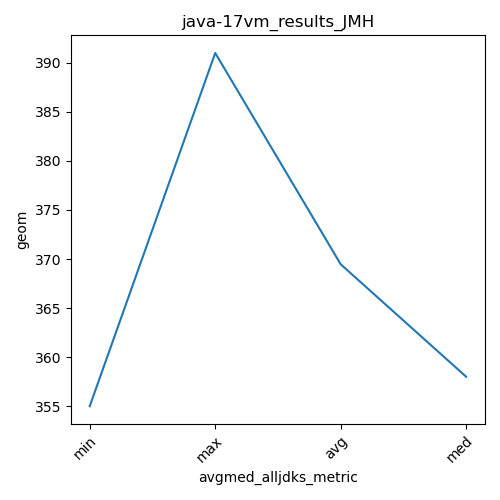 java-17vm_results_JMH
390
385
380
375
370
365
360
355
geom
min
max
avg
med
avgmed_alljdks_metric